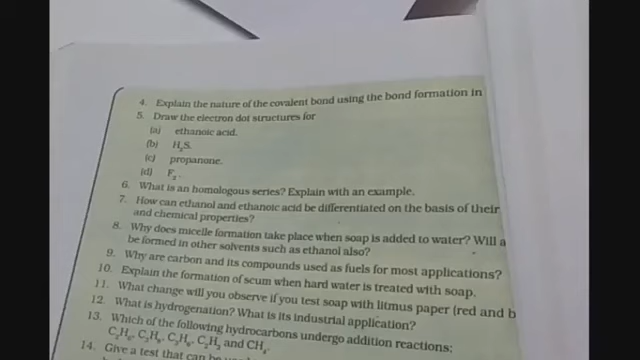 4. Explain the nature of the covalent bond using the bond formation in
5. Draw the electron dot structures for
(a) ethanoic acid.
(b) H₂S.
(c) propanone.
(d) F₂.
6. What is an homologous series? Explain with an example.
7. How can ethanol and ethanoic acid be differentiated on the basis of their
and chemical properties?
8. Why does micelle formation take place when soap is added to water? Will a
be formed in other solvents such as ethanol also?
9. Why are carbon and its compounds used as fuels for most applications?
10. Explain the formation of scum when hard water is treated with soap.
11. What change will you observe if you test soap with litmus paper (red and b
12. What is hydrogenation? What is its industrial application?
13. Which of the following hydrocarbons undergo addition reactions:
C₂H₆, C₃H₈, C₃H₆, C₂H₂ and CH₄.
14. Give a test that can be